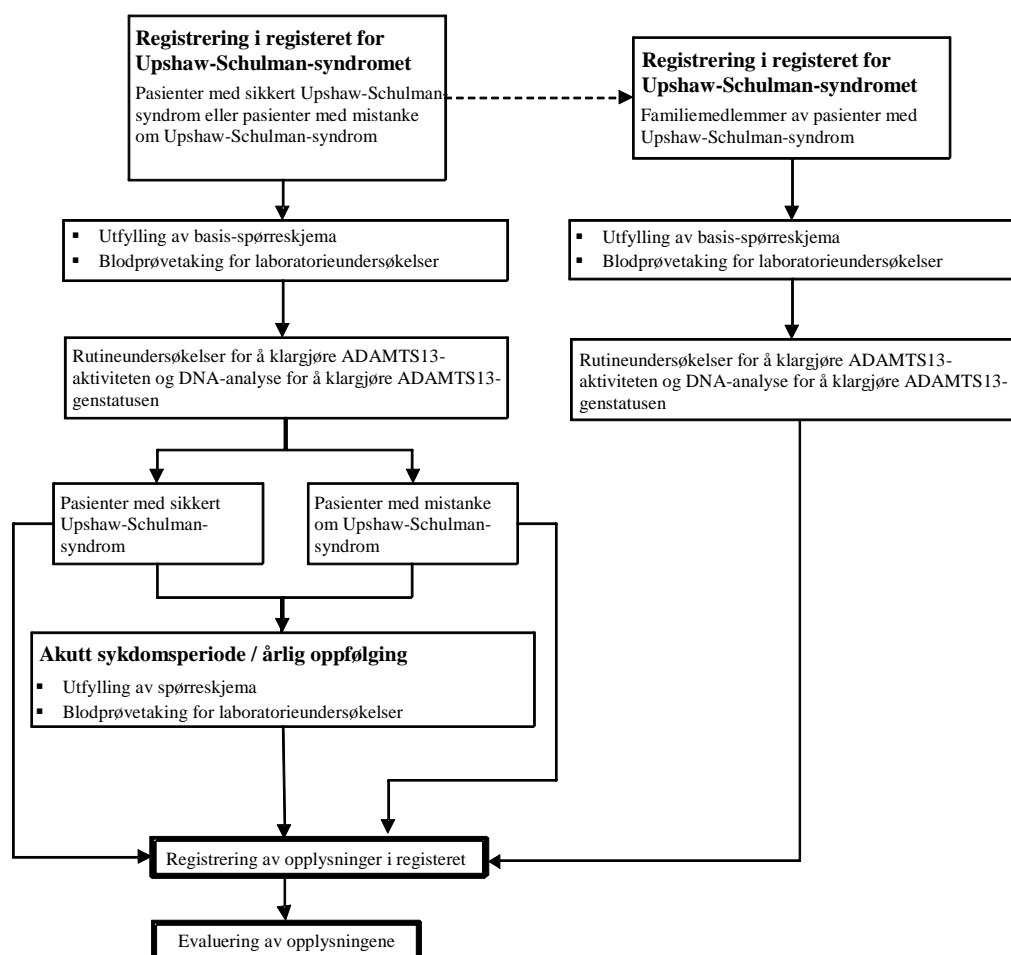 Registrering i registeret for
Upshaw-Schulman-syndromet
Pasienter med sikkert Upshaw-Schulman-
syndrom eller pasienter med mistanke
om Upshaw-Schulman-syndrom
Registrering i registeret for
Upshaw-Schulman-syndromet
Familiemedlemmer av pasienter med
Upshaw-Schulman-syndrom
▪ Utfylling av basis-spørreskjema
▪ Blodprøvetaking for laboratorieundersøkelser
▪ Utfylling av basis-spørreskjema
▪ Blodprøvetaking for laboratorieundersøkelser
Rutineundersøkelser for å klargjøre ADAMTS13-
aktiviteten og DNA-analyse for å klargjøre ADAMTS13-
genstatusen
Rutineundersøkelser for å klargjøre ADAMTS13-
aktiviteten og DNA-analyse for å klargjøre ADAMTS13-
genstatusen
Pasienter med sikkert
Upshaw-Schulman-
syndrom
Pasienter med mistanke
om Upshaw-Schulman-
syndrom
Akutt sykdomsperiode / årlig oppfølging
▪ Utfylling av spørreskjema
▪ Blodprøvetaking for laboratorieundersøkelser
Registrering av opplysninger i registeret
Evaluering av opplysningene